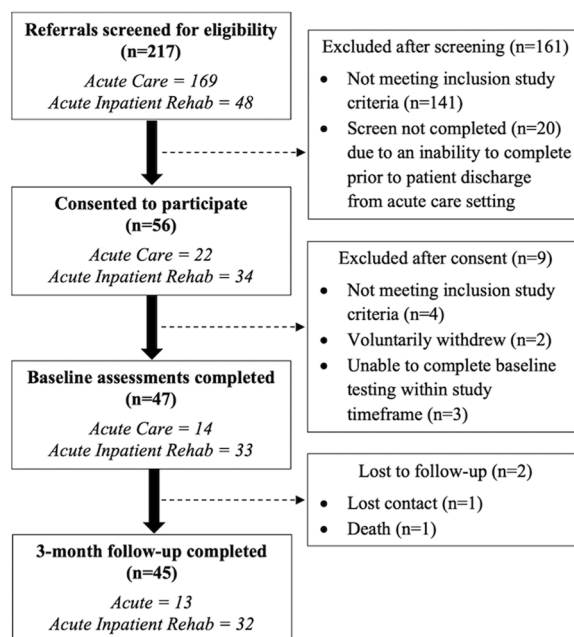 Referrals screened for eligibility
(n=217)
Acute Care = 169
Acute Inpatient Rehab = 48
Excluded after screening (n=161)
• Not meeting inclusion study
criteria (n=141)
• Screen not completed (n=20)
due to an inability to complete
prior to patient discharge
from acute care setting
Consented to participate
(n=56)
Acute Care = 22
Acute Inpatient Rehab = 34
Excluded after consent (n=9)
• Not meeting inclusion study
criteria (n=4)
• Voluntarily withdrew (n=2)
• Unable to complete baseline
testing within study
timeframe (n=3)
Baseline assessments completed
(n=47)
Acute Care = 14
Acute Inpatient Rehab = 33
Lost to follow-up (n=2)
• Lost contact (n=1)
• Death (n=1)
3-month follow-up completed
(n=45)
Acute = 13
Acute Inpatient Rehab = 32